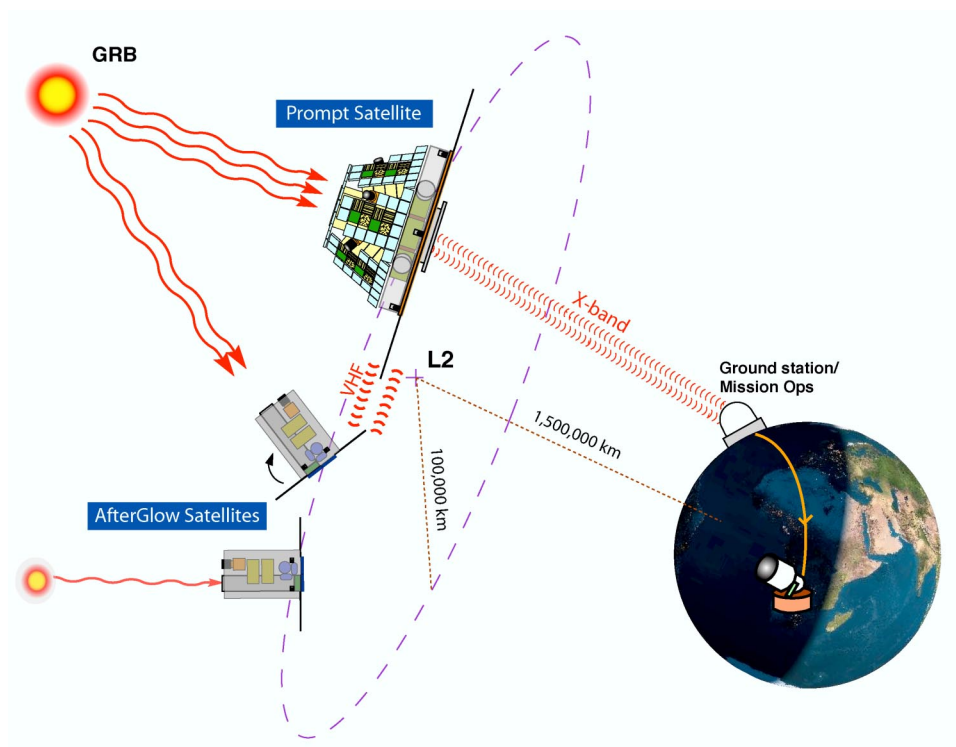 GRB
Prompt Satellite
X-band
L2
VHF
Ground station/
Mission Ops
1,500,000 km
100,000 km
AfterGlow Satellites